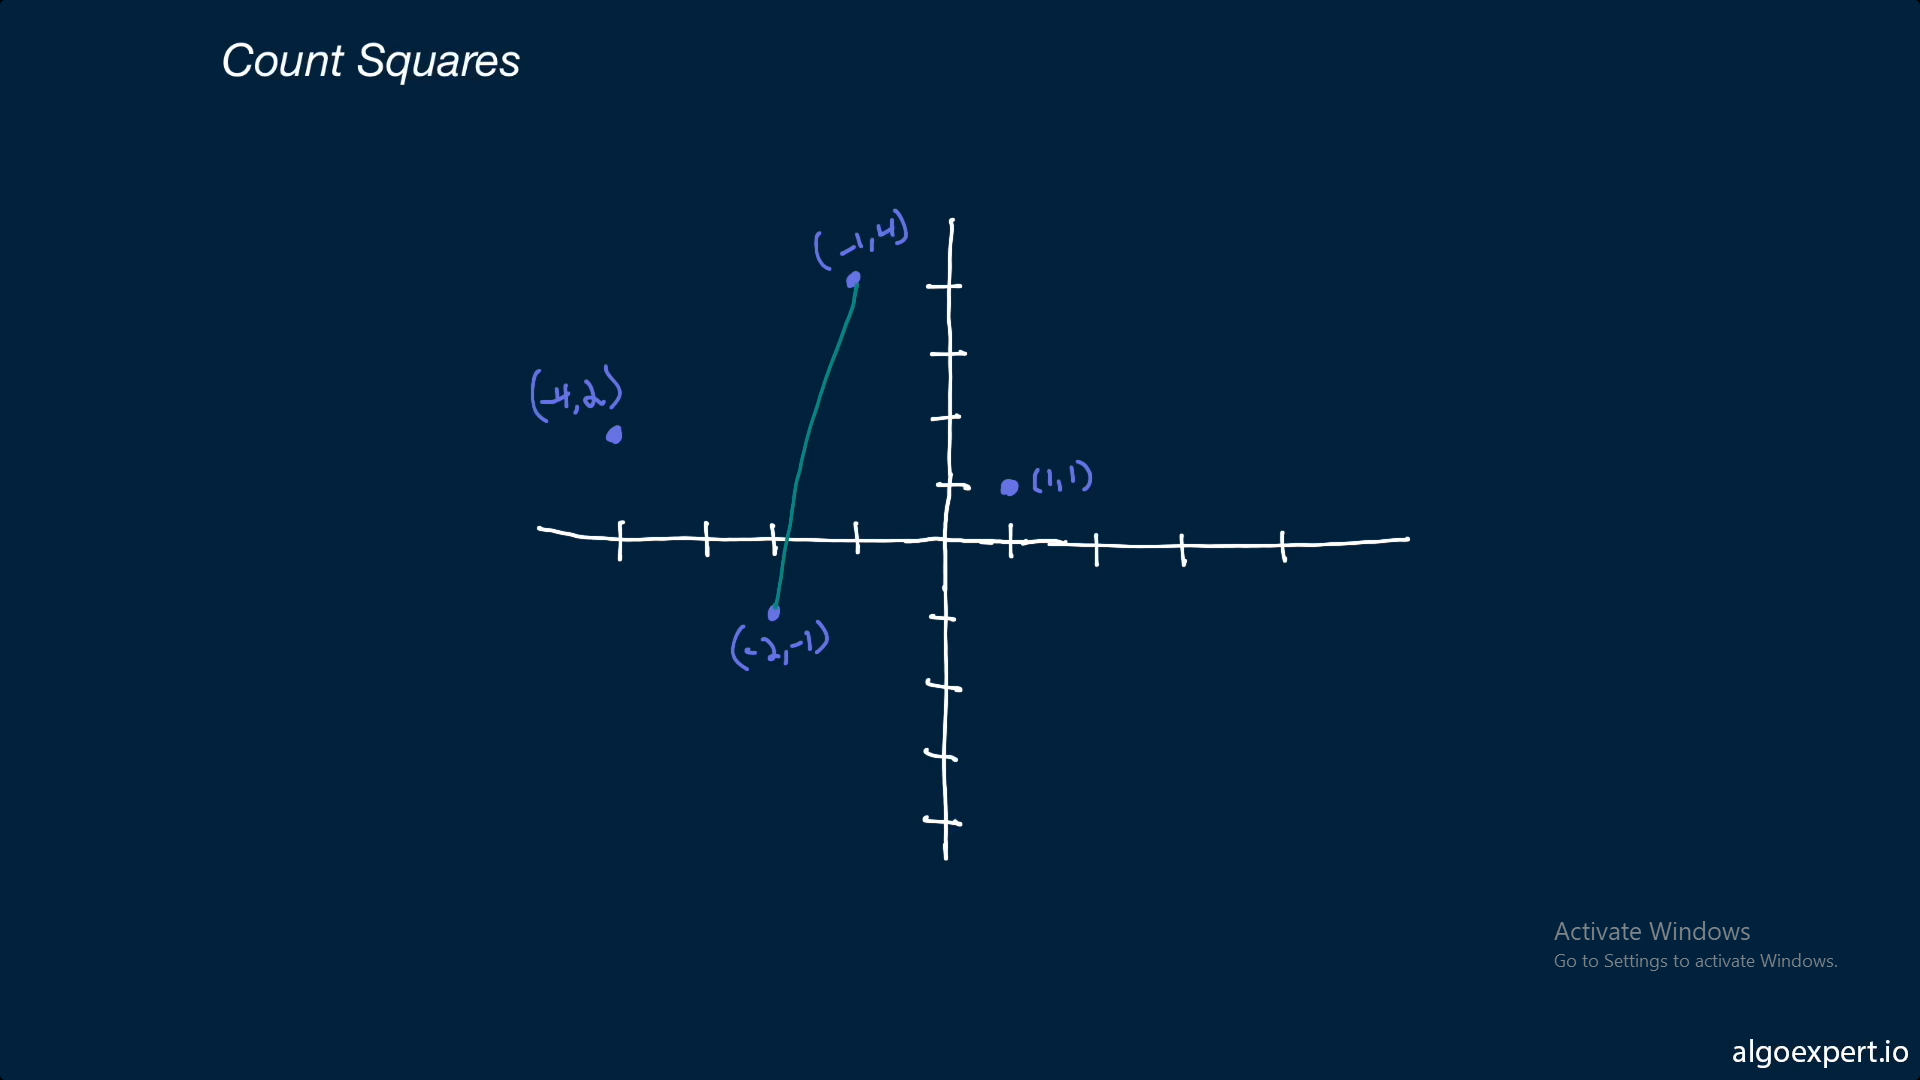 Count Squares
(-1,4)
(-4,2)
(1,1)
(-2,-1)
Activate Windows
Go to Settings to activate Windows.
algoexpert.io